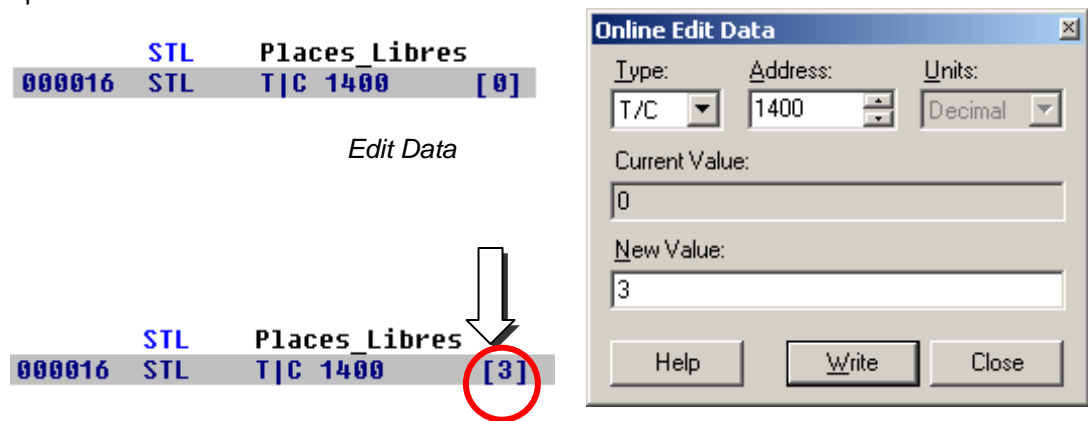 STL Places_Libres
000016 STL T|C 1400 [0]
Edit Data
STL Places_Libres
000016 STL T|C 1400 [3]
Online Edit Data
Type: Address: Units:
T/C 1400 Decimal
Current Value:
0
New Value:
3
Help Write Close